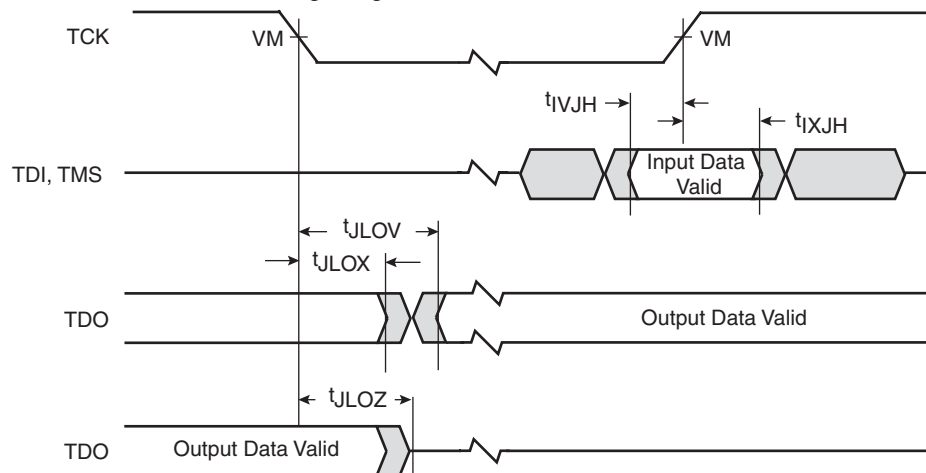 TCK
VM
VM
tIVJH
tIXJH
TDI, TMS
Input Data
Valid
tJLOV
tJLOX
TDO
Output Data Valid
tJLOZ
TDO
Output Data Valid